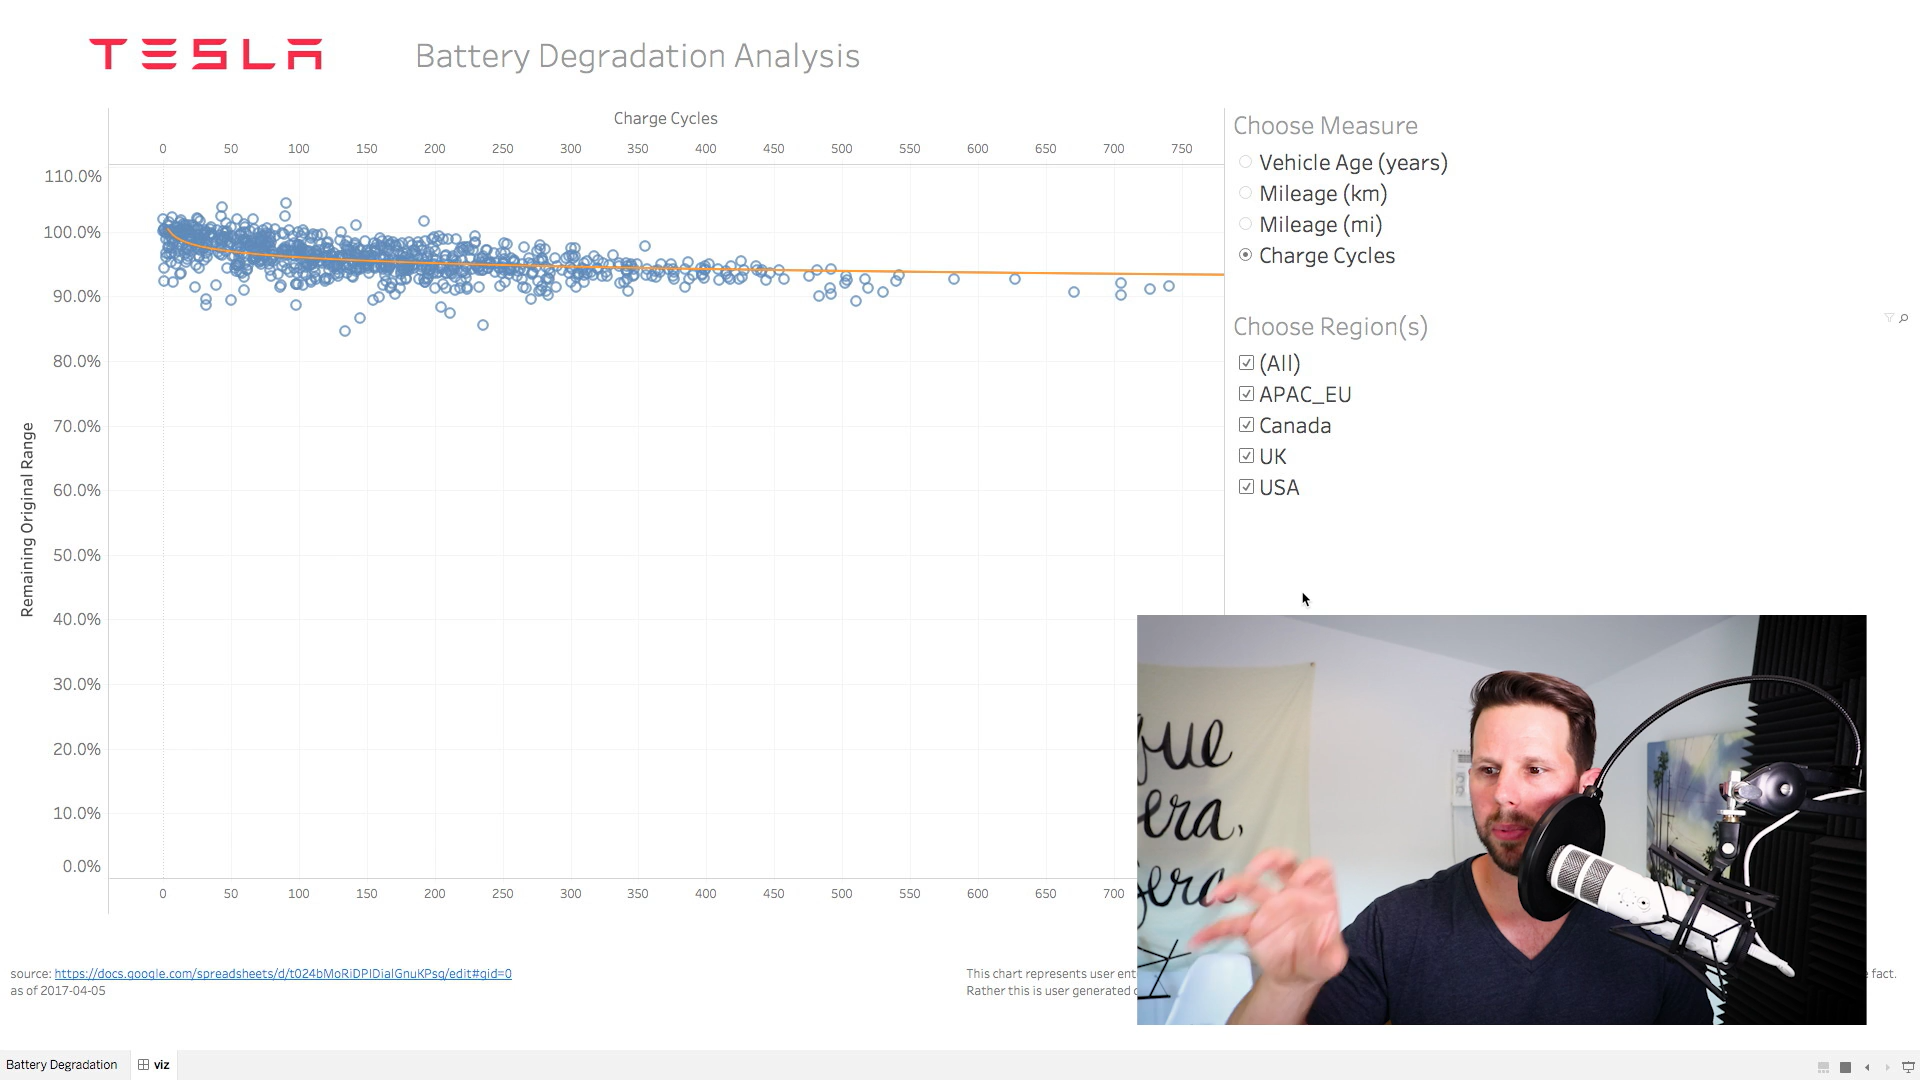 TESLA
Battery Degradation Analysis
Charge Cycles
0 50 100 150 200 250 300 350 400 450 500 550 600 650 700 750
110.0%
100.0%
90.0%
80.0%
70.0%
60.0%
50.0%
40.0%
30.0%
20.0%
10.0%
0.0%
Remaining Original Range
0 50 100 150 200 250 300 350 400 450 500 550 600 650 700
Choose Measure
Vehicle Age (years)
Mileage (km)
Mileage (mi)
Charge Cycles
Choose Region(s)
(All)
APAC_EU
Canada
UK
USA
que
era,
era
source: https://docs.google.com/spreadsheets/d/t024bMoRiDPIDialGnuKPsg/edit#gid=0
as of 2017-04-05
This chart represents user ent
fact.
Rather this is user generated
Battery Degradation
viz